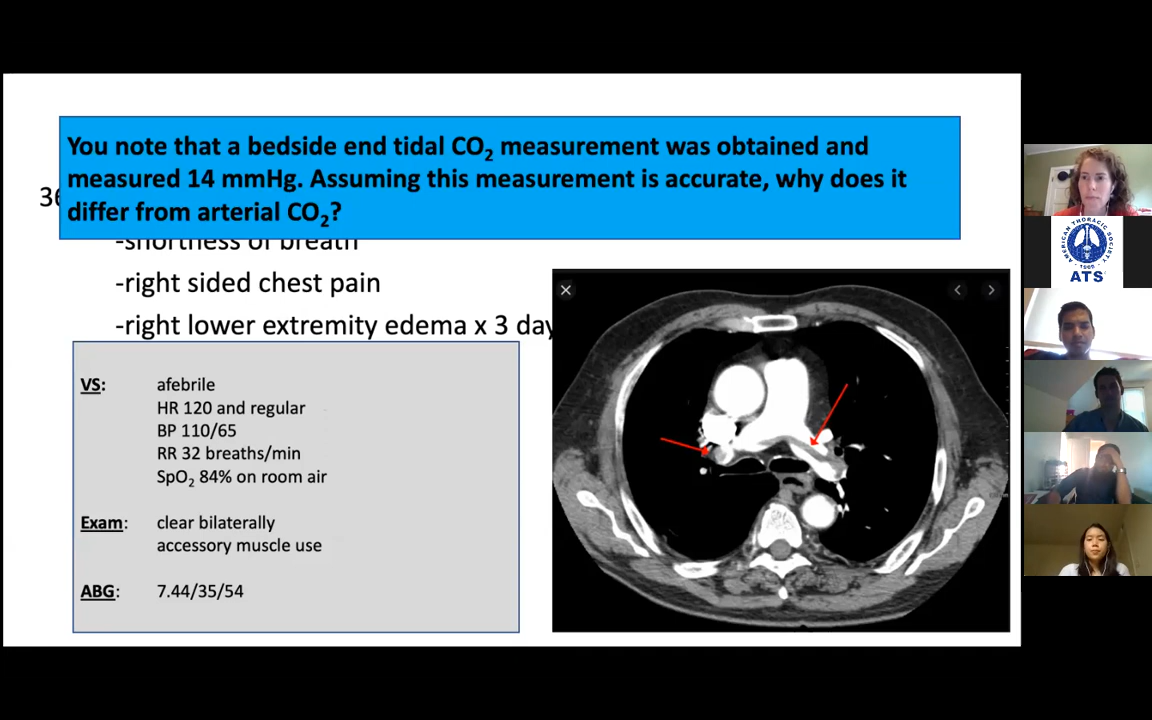 You note that a bedside end tidal CO2 measurement was obtained and
measured 14 mmHg. Assuming this measurement is accurate, why does it
differ from arterial CO2?
-shortness of breath
-right sided chest pain
-right lower extremity edema x 3 day
VS: afebrile
HR 120 and regular
BP 110/65
RR 32 breaths/min
SpO2 84% on room air
Exam: clear bilaterally
accessory muscle use
ABG: 7.44/35/54
AMERICAN THORACIC SOCIETY
1905
ATS